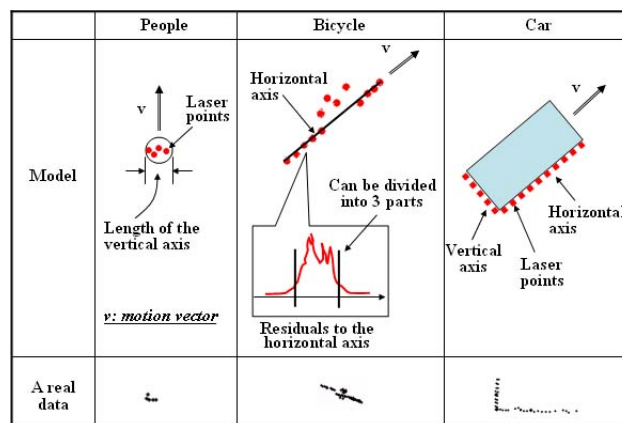 People
Bicycle
Car
Model
v
Laser
points
Length of the
vertical axis
v: motion vector
v
Horizontal
axis
Can be divided
into 3 parts
Residuals to the
horizontal axis
v
Horizontal
axis
Vertical
axis
Laser
points
A real
data